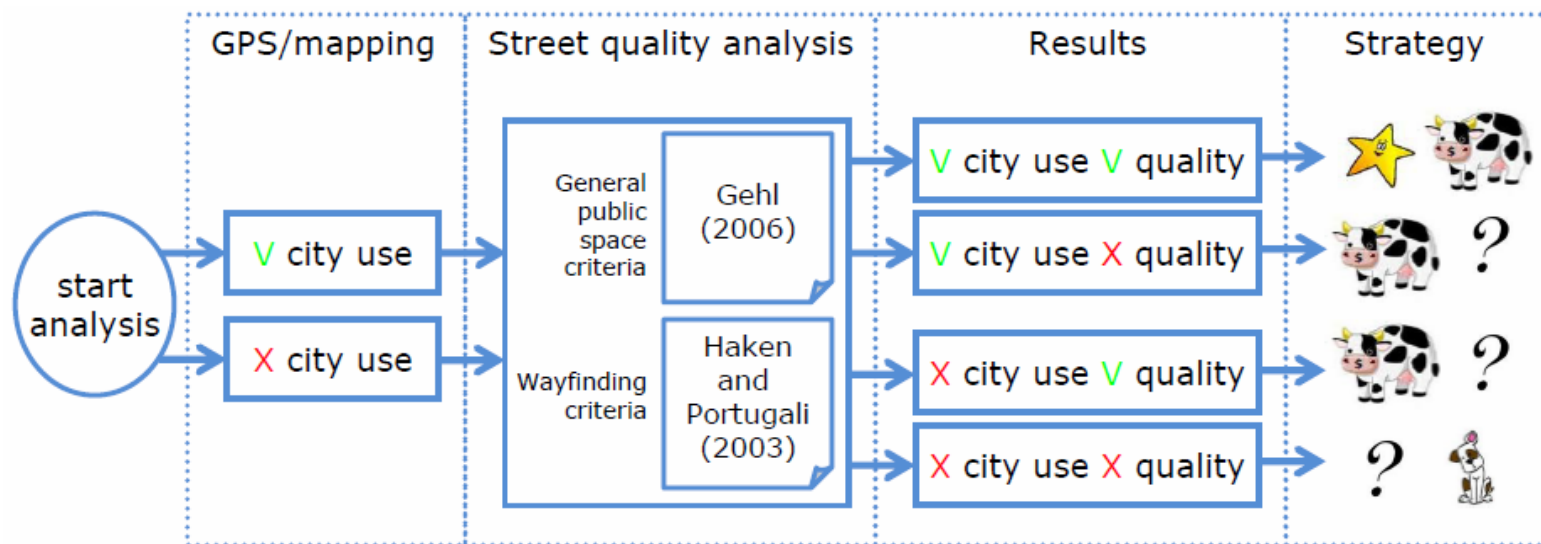 GPS/mapping
Street quality analysis
Results
Strategy
start
analysis
V city use
X city use
General
public
space
criteria
Gehl
(2006)
Wayfinding
criteria
Haken
and
Portugali
(2003)
V city use V quality
V city use X quality
X city use V quality
X city use X quality
$
?
$
?
$
?
$
?